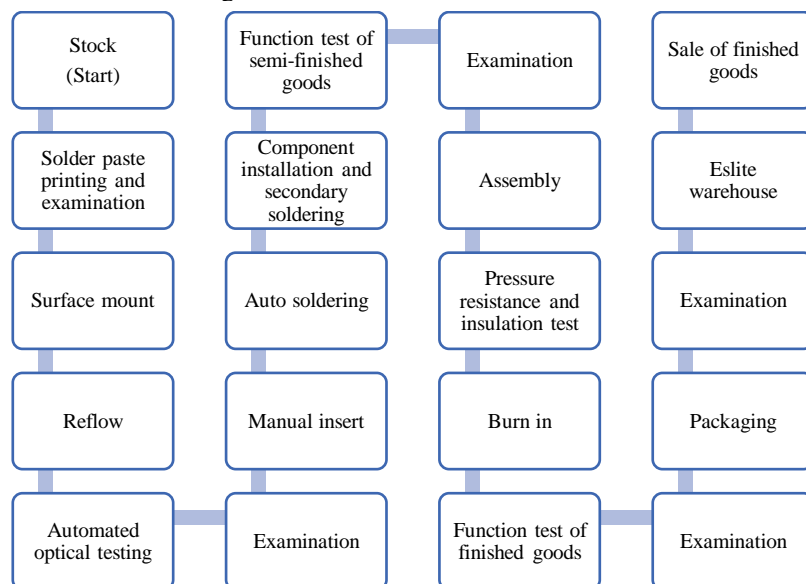 Stock
(Start)
Solder paste
printing and
examination
Surface mount
Reflow
Automated
optical testing
Examination
Manual insert
Auto soldering
Component
installation and
secondary
soldering
Function test of
semi-finished
goods
Examination
Assembly
Pressure
resistance and
insulation test
Burn in
Function test of
finished goods
Examination
Packaging
Examination
Eslite
warehouse
Sale of finished
goods